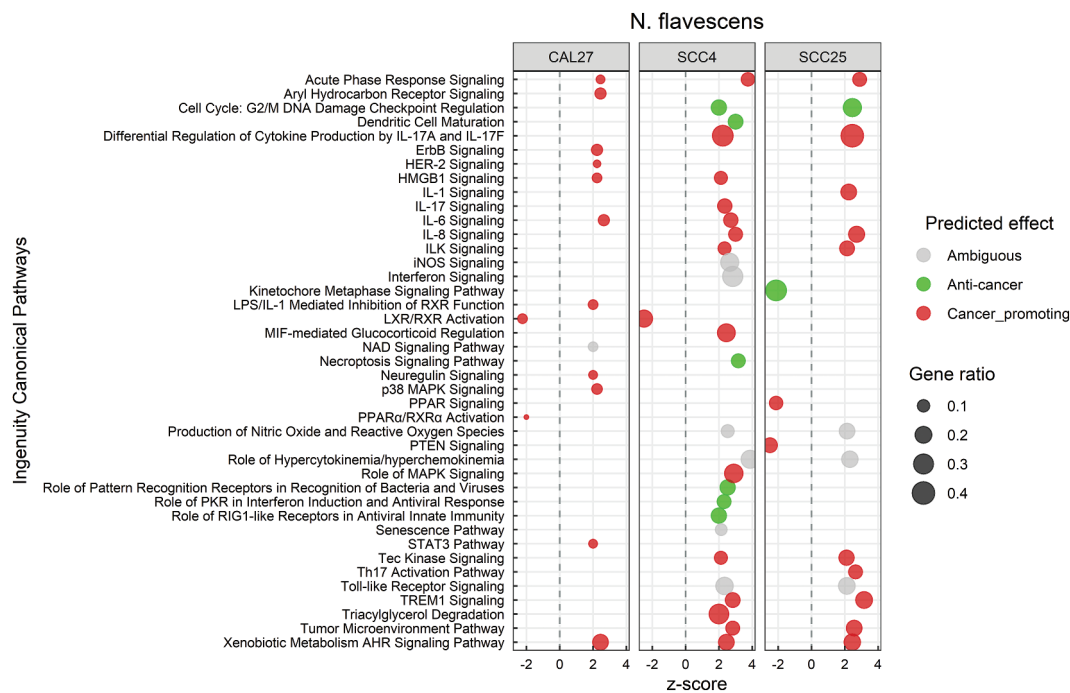 N. flavescens
CAL27
SCC4
SCC25
Ingenuity Canonical Pathways
Acute Phase Response Signaling
Aryl Hydrocarbon Receptor Signaling
Cell Cycle: G2/M DNA Damage Checkpoint Regulation
Dendritic Cell Maturation
Differential Regulation of Cytokine Production by IL-17A and IL-17F
ErbB Signaling
HER-2 Signaling
HMGB1 Signaling
IL-1 Signaling
IL-17 Signaling
IL-6 Signaling
IL-8 Signaling
ILK Signaling
iNOS Signaling
Interferon Signaling
Kinetochore Metaphase Signaling Pathway
LPS/IL-1 Mediated Inhibition of RXR Function
LXR/RXR Activation
MIF-mediated Glucocorticoid Regulation
NAD Signaling Pathway
Necroptosis Signaling Pathway
Neuregulin Signaling
p38 MAPK Signaling
PPAR Signaling
PPARα/RXRα Activation
Production of Nitric Oxide and Reactive Oxygen Species
PTEN Signaling
Role of Hypercytokinemia/hyperchemokinemia
Role of MAPK Signaling
Role of Pattern Recognition Receptors in Recognition of Bacteria and Viruses
Role of PKR in Interferon Induction and Antiviral Response
Role of RIG1-like Receptors in Antiviral Innate Immunity
Senescence Pathway
STAT3 Pathway
Tec Kinase Signaling
Th17 Activation Pathway
Toll-like Receptor Signaling
TREM1 Signaling
Triacylglycerol Degradation
Tumor Microenvironment Pathway
Xenobiotic Metabolism AHR Signaling Pathway
-2 0 2 4
-2 0 2 4
-2 0 2 4
z-score
Predicted effect
Ambiguous
Anti-cancer
Cancer_promoting
Gene ratio
0.1
0.2
0.3
0.4